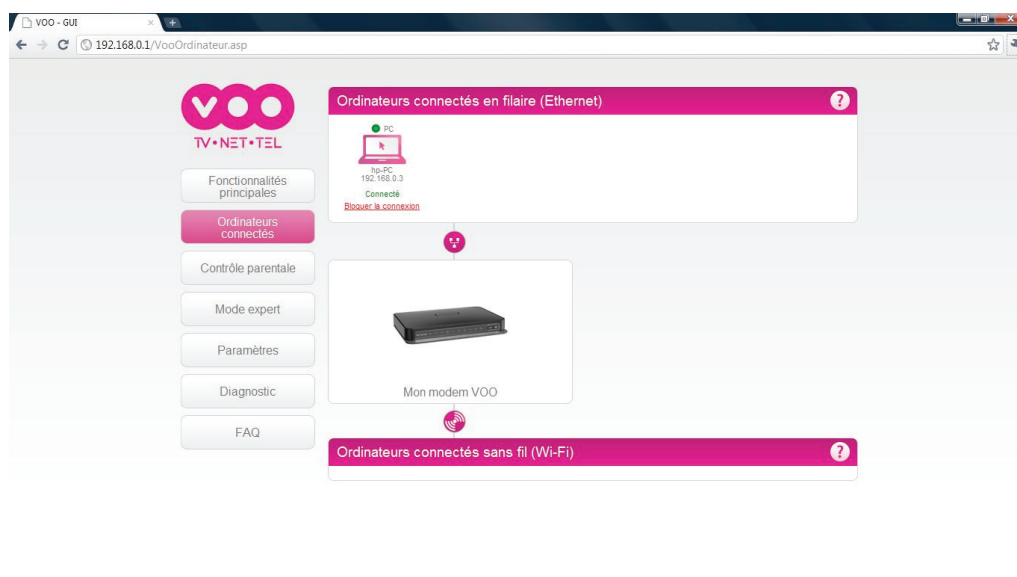 VOO - GUI
192.168.0.1/VooOrdinateur.asp
VOO
TV•NET•TEL
Fonctionnalités
principales
Ordinateurs
connectés
Contrôle parentale
Mode expert
Paramètres
Diagnostic
FAQ
Ordinateurs connectés en filaire (Ethernet)
?
PC
hp-PC
192.168.0.3
Connecté
Bloquer la connexion
Mon modem VOO
Ordinateurs connectés sans fil (Wi-Fi)
?